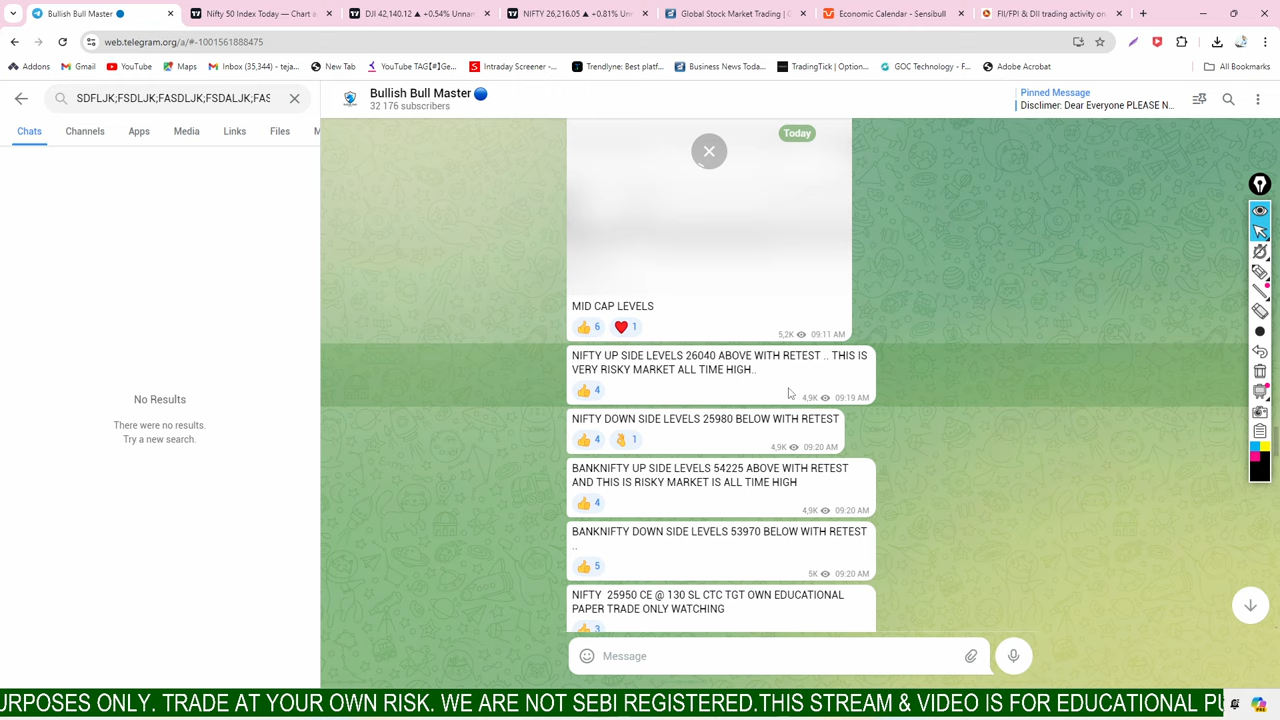 Bullish Bull Master
Nifty 50 Index Today — Chart a
DJI 42,140.12 ▲ +0.46% Unnam
NIFTY 26,216.05 ▲ +0.81% Un
Global Stock Market Trading | 
Economic Calendar - Sensibull
FII/FPI & DII trading activity on
web.telegram.org/a/#-1001561888475
Addons
Gmail
YouTube
Maps
Inbox (35,344) - teja...
New Tab
YouTube TAG【#】Ge...
Intraday Screener -...
Trendlyne: Best platf...
Business News Toda...
TradingTick | Option...
GOC Technology - F...
Adobe Acrobat
All Bookmarks
SDFLJK;FSDLJK;FASDLJK;FSDALJK;FAS
Bullish Bull Master
32 176 subscribers
Pinned Message
Disclimer: Dear Everyone PLEASE N...
Chats
Channels
Apps
Media
Links
Files
No Results
There were no results.
Try a new search.
Today
MID CAP LEVELS
👍 6 ❤️ 1
5,2K 09:11 AM
NIFTY UP SIDE LEVELS 26040 ABOVE WITH RETEST .. THIS IS
VERY RISKY MARKET ALL TIME HIGH..
👍 4
4,9K 09:19 AM
NIFTY DOWN SIDE LEVELS 25980 BELOW WITH RETEST
👍 4 1
4,9K 09:20 AM
BANKNIFTY UP SIDE LEVELS 54225 ABOVE WITH RETEST
AND THIS IS RISKY MARKET IS ALL TIME HIGH
👍 4
4,9K 09:20 AM
BANKNIFTY DOWN SIDE LEVELS 53970 BELOW WITH RETEST
..
👍 5
5K 09:20 AM
NIFTY 25950 CE @ 130 SL CTC TGT OWN EDUCATIONAL
PAPER TRADE ONLY WATCHING
👍 3
Message
URPOSES ONLY. TRADE AT YOUR OWN RISK. WE ARE NOT SEBI REGISTERED.THIS STREAM & VIDEO IS FOR EDUCATIONAL PU